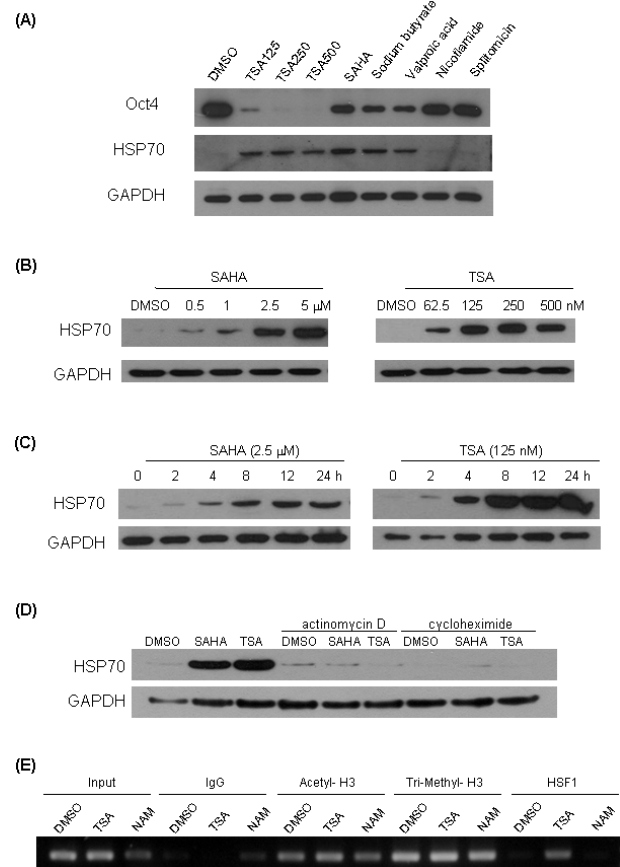 (A)
DMSO TSA125 TSA250 TSA500 SAHA Sodium butyrate Valproic acid Nicotiamide Splitomicin
Oct4
HSP70
GAPDH
(B)
SAHA TSA
DMSO 0.5 1 2.5 5 μM DMSO 62.5 125 250 500 nM
HSP70
GAPDH
(C)
SAHA (2.5 μM) TSA (125 nM)
0 2 4 8 12 24 h 0 2 4 8 12 24 h
HSP70
GAPDH
(D)
actinomycin D cycloheximide
DMSO SAHA TSA DMSO SAHA TSA DMSO SAHA TSA
HSP70
GAPDH
(E)
Input IgG Acetyl- H3 Tri-Methyl- H3 HSF1
DMSO TSA NAM DMSO TSA NAM DMSO TSA NAM DMSO TSA NAM DMSO TSA NAM